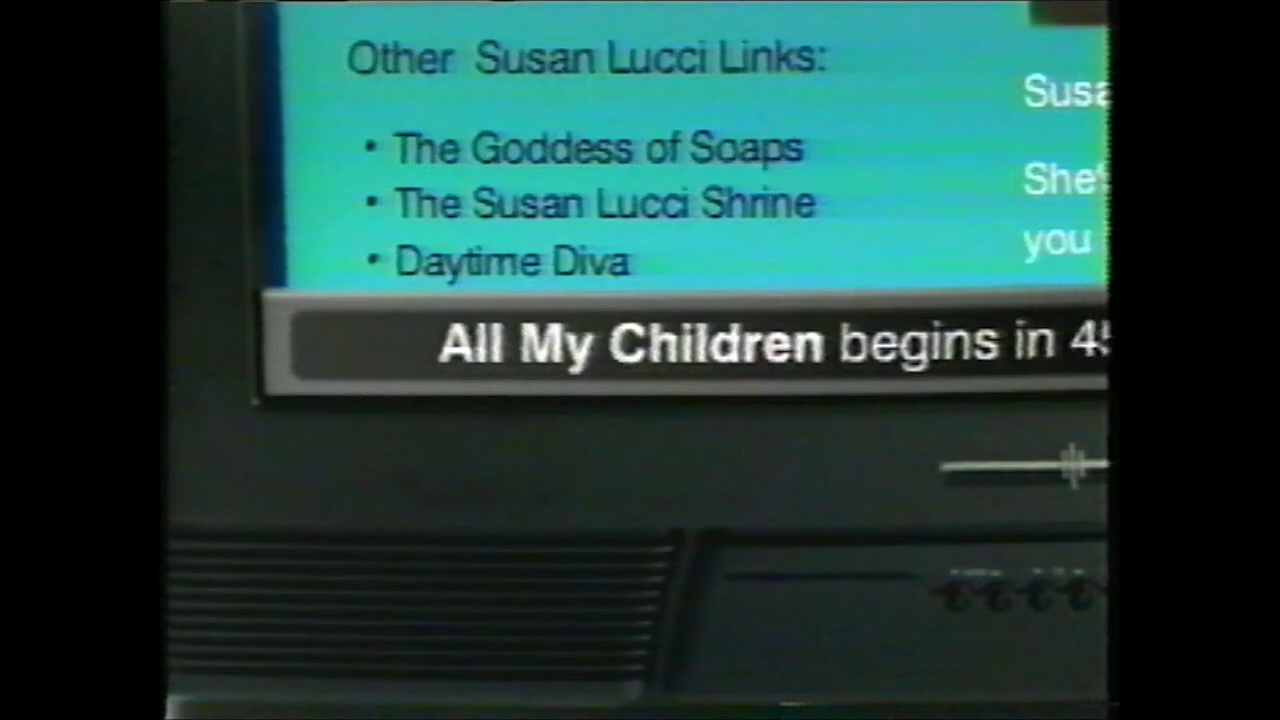 Other Susan Lucci Links:
• The Goddess of Soaps
• The Susan Lucci Shrine
• Daytime Diva
you
All My Children begins in